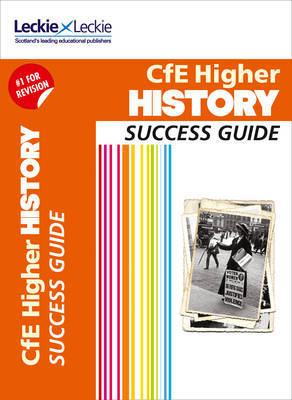 Leckie x Leckie
Scotland's leading educational publishers
#1 FOR
REVISION
CfE Higher
HISTORY
SUCCESS GUIDE
CfE Higher HISTORY
SUCCESS GUIDE
VOTES
WOMEN